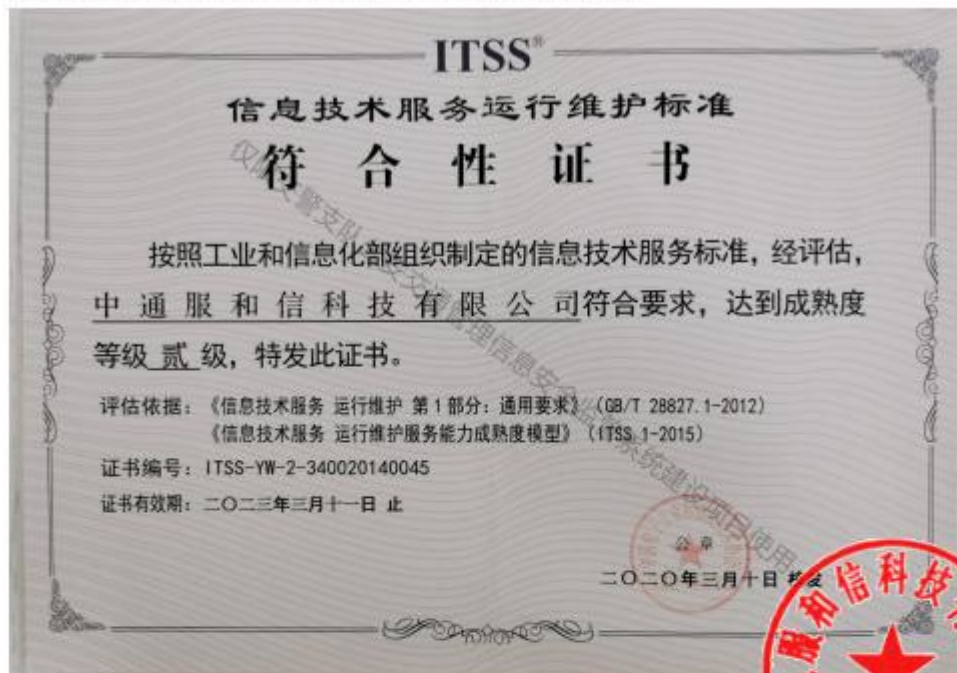 ITSS®
信息技术服务运行维护标准
符合性证书
按照工业和信息化部组织制定的信息技术服务标准，经评估，
中通服和信科技有限公司符合要求，达到成熟度
等级 贰 级，特发此证书。
评估依据：《信息技术服务 运行维护 第1部分：通用要求》（GB/T 28827.1-2012）
《信息技术服务 运行维护服务能力成熟度模型》（ITSS.1-2015）
证书编号：ITSS-YW-2-340020140045
证书有效期：二〇二三年三月十一日 止
公章
二〇二〇年三月十日
服和信科技